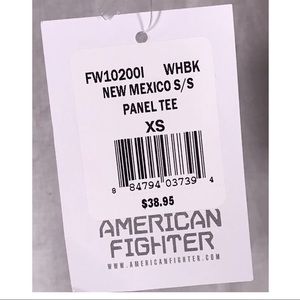 FW10200I WHBK
NEW MEXICO S/S
PANEL TEE
XS
8 84794 03739 4
$38.95
AMERICAN
FIGHTER
WWW.AMERICANFIGHTER.COM